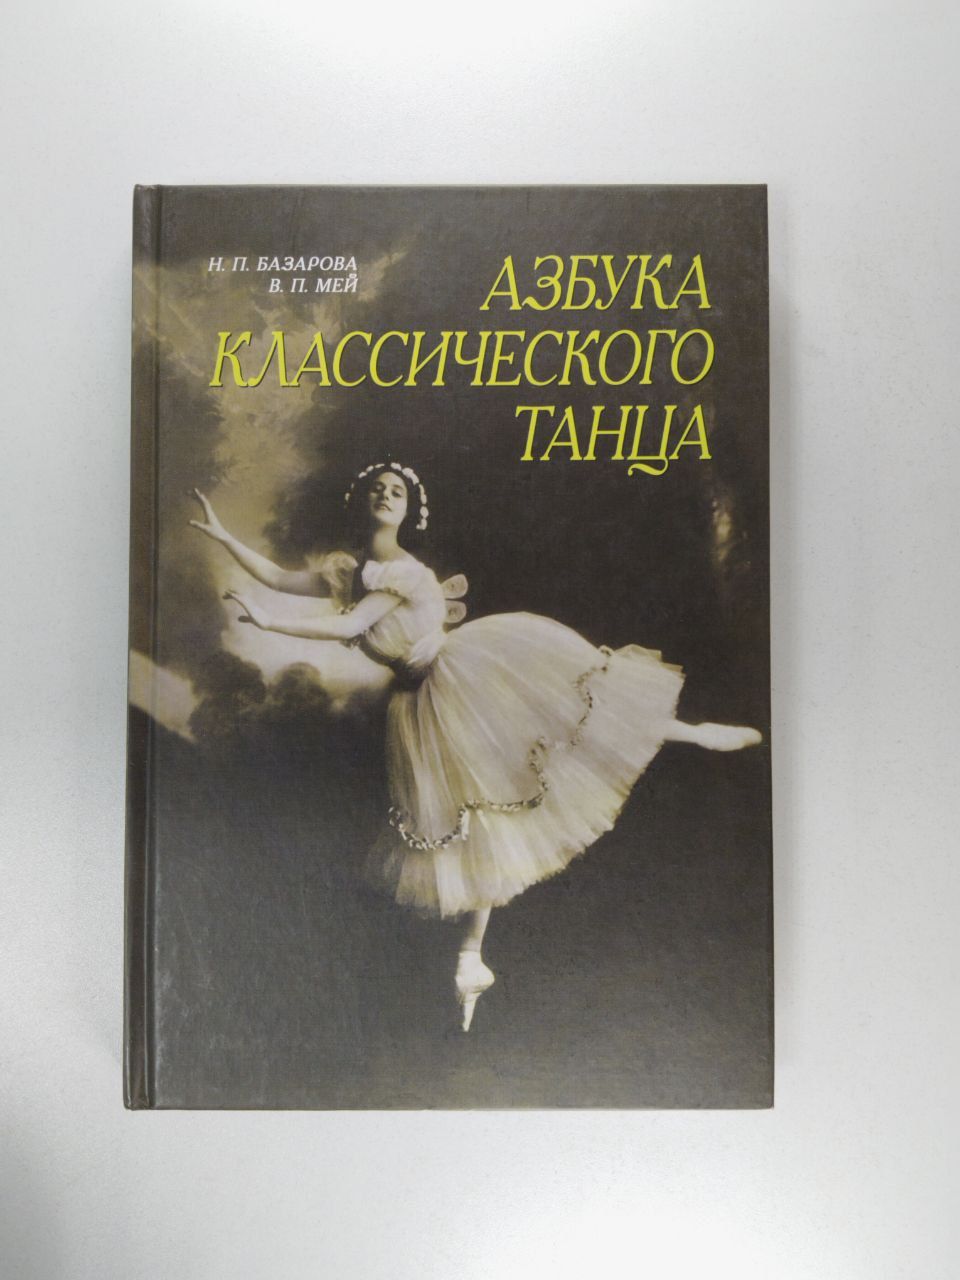 Н. П. БАЗАРОВА,
В. П. МЕЙ
АЗБУКА
КЛАССИЧЕСКОГО
ТАНЦА